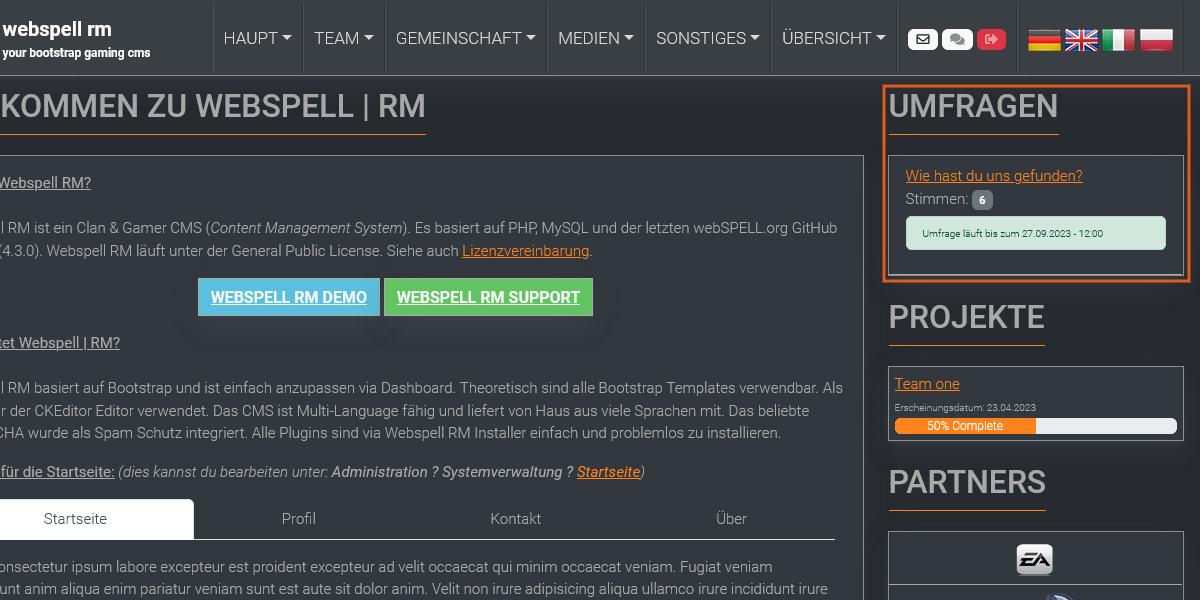 webspell rm
your bootstrap gaming cms
HAUPT TEAM GEMEINSCHAFT MEDIEN SONSTIGES ÜBERSICHT
KOMMEN ZU WEBSPELL | RM
Webspell RM?
l RM ist ein Clan & Gamer CMS (Content Management System). Es basiert auf PHP, MySQL und der letzten webSPELL.org GitHub
(4.3.0). Webspell RM läuft unter der General Public License. Siehe auch Lizenzvereinbarung.
WEBSPELL RM DEMO WEBSPELL RM SUPPORT
tet Webspell | RM?
l RM basiert auf Bootstrap und ist einfach anzupassen via Dashboard. Theoretisch sind alle Bootstrap Templates verwendbar. Als
r der CKEditor Editor verwendet. Das CMS ist Multi-Language fähig und liefert von Haus aus viele Sprachen mit. Das beliebte
CHA wurde als Spam Schutz integriert. Alle Plugins sind via Webspell RM Installer einfach und problemlos zu installieren.
für die Startseite: (dies kannst du bearbeiten unter: Administration ? Systemverwaltung ? Startseite)
Startseite Profil Kontakt Über
onsectetur ipsum labore excepteur est proident excepteur ad velit occaecat qui minim occaecat veniam. Fugiat veniam
unt anim aliqua enim pariatur veniam sunt est aute sit dolor anim. Velit non irure adipisicing aliqua ullamco irure incididunt irure
UMFRAGEN
Wie hast du uns gefunden?
Stimmen: 6
Umfrage läuft bis zum 27.09.2023 - 12:00
PROJEKTE
Team one
Erscheinungsdatum: 23.04.2023
50% Complete
PARTNERS
EA